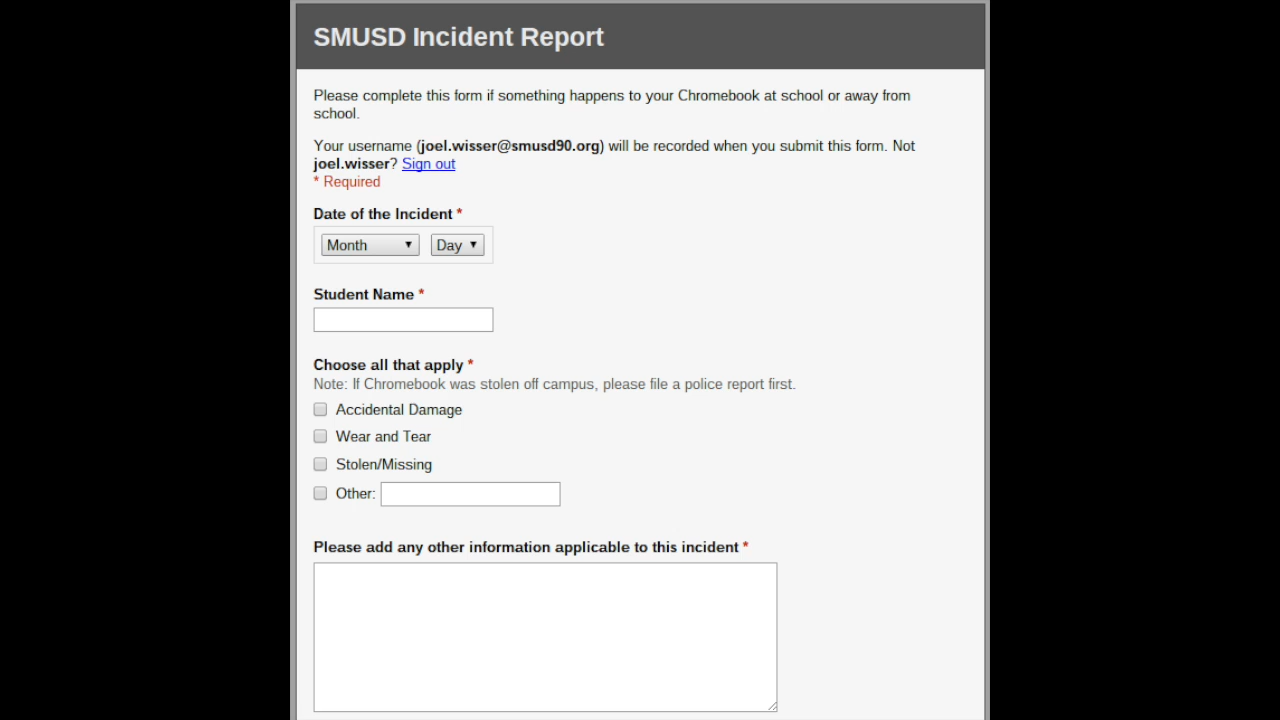 SMUSD Incident Report
Please complete this form if something happens to your Chromebook at school or away from
school.
Your username (joel.wisser@smusd90.org) will be recorded when you submit this form. Not
joel.wisser? Sign out
* Required
Date of the Incident *
Month Day
Student Name *
Choose all that apply *
Note: If Chromebook was stolen off campus, please file a police report first.
Accidental Damage
Wear and Tear
Stolen/Missing
Other:
Please add any other information applicable to this incident *